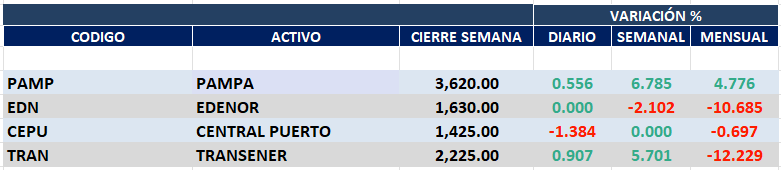 VARIACIÓN %
CODIGO ACTIVO CIERRE SEMANA DIARIO SEMANAL MENSUAL
PAMP PAMPA 3,620.00 0.556 6.785 4.776
EDN EDENOR 1,630.00 0.000 -2.102 -10.685
CEPU CENTRAL PUERTO 1,425.00 -1.384 0.000 -0.697
TRAN TRANSENER 2,225.00 0.907 5.701 -12.229